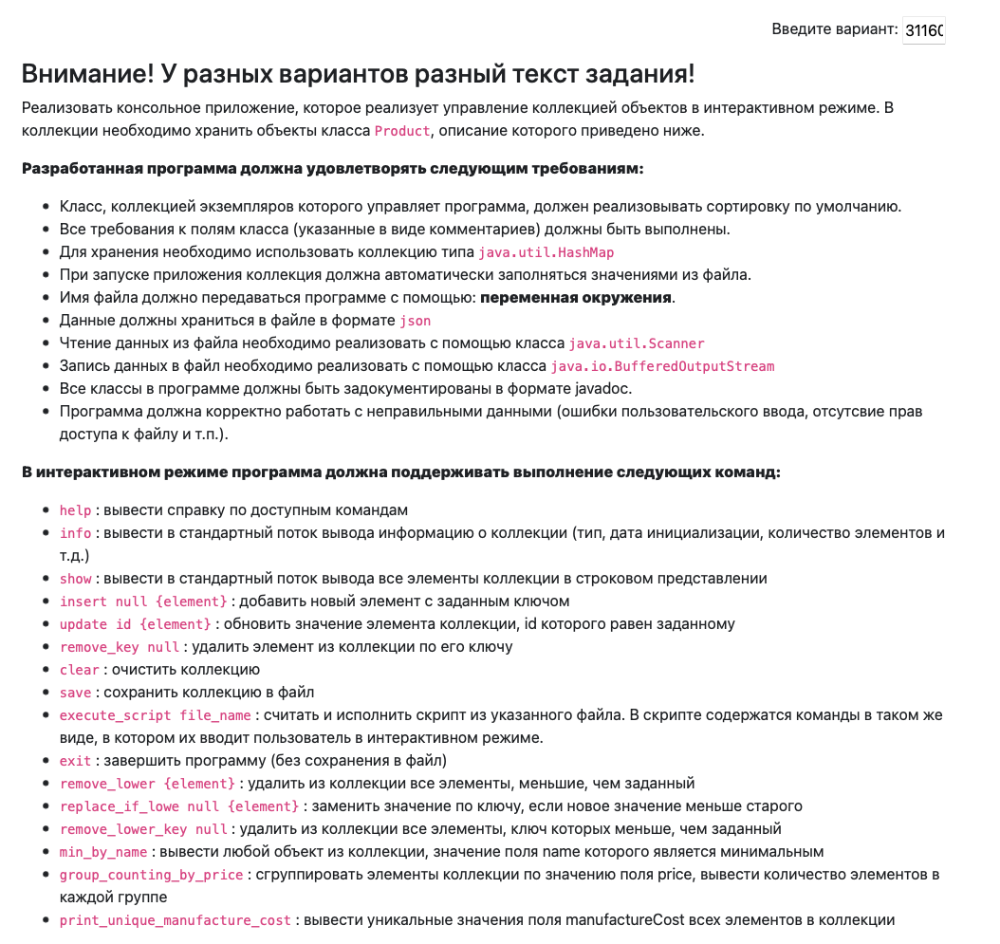 Введите вариант: 31160
Внимание! У разных вариантов разный текст задания!
Реализовать консольное приложение, которое реализует управление коллекцией объектов в интерактивном режиме. В
коллекции необходимо хранить объекты класса Product, описание которого приведено ниже.
Разработанная программа должна удовлетворять следующим требованиям:
• Класс, коллекцией экземпляров которого управляет программа, должен реализовывать сортировку по умолчанию.
• Все требования к полям класса (указанные в виде комментариев) должны быть выполнены.
• Для хранения необходимо использовать коллекцию типа java.util.HashMap
• При запуске приложения коллекция должна автоматически заполняться значениями из файла.
• Имя файла должно передаваться программе с помощью: переменная окружения.
• Данные должны храниться в файле в формате json
• Чтение данных из файла необходимо реализовать с помощью класса java.util.Scanner
• Запись данных в файл необходимо реализовать с помощью класса java.io.BufferedOutputStream
• Все классы в программе должны быть задокументированы в формате javadoc.
• Программа должна корректно работать с неправильными данными (ошибки пользовательского ввода, отсутсвие прав
доступа к файлу и т.п.).
В интерактивном режиме программа должна поддерживать выполнение следующих команд:
• help : вывести справку по доступным командам
• info : вывести в стандартный поток вывода информацию о коллекции (тип, дата инициализации, количество элементов и
т.д.)
• show : вывести в стандартный поток вывода все элементы коллекции в строковом представлении
• insert null {element} : добавить новый элемент с заданным ключом
• update id {element} : обновить значение элемента коллекции, id которого равен заданному
• remove_key null : удалить элемент из коллекции по его ключу
• clear : очистить коллекцию
• save : сохранить коллекцию в файл
• execute_script file_name : считать и исполнить скрипт из указанного файла. В скрипте содержатся команды в таком же
виде, в котором их вводит пользователь в интерактивном режиме.
• exit : завершить программу (без сохранения в файл)
• remove_lower {element} : удалить из коллекции все элементы, меньшие, чем заданный
• replace_if_lowe null {element} : заменить значение по ключу, если новое значение меньше старого
• remove_lower_key null : удалить из коллекции все элементы, ключ которых меньше, чем заданный
• min_by_name : вывести любой объект из коллекции, значение поля name которого является минимальным
• group_counting_by_price : сгруппировать элементы коллекции по значению поля price, вывести количество элементов в
каждой группе
• print_unique_manufacture_cost : вывести уникальные значения поля manufactureCost всех элементов в коллекции